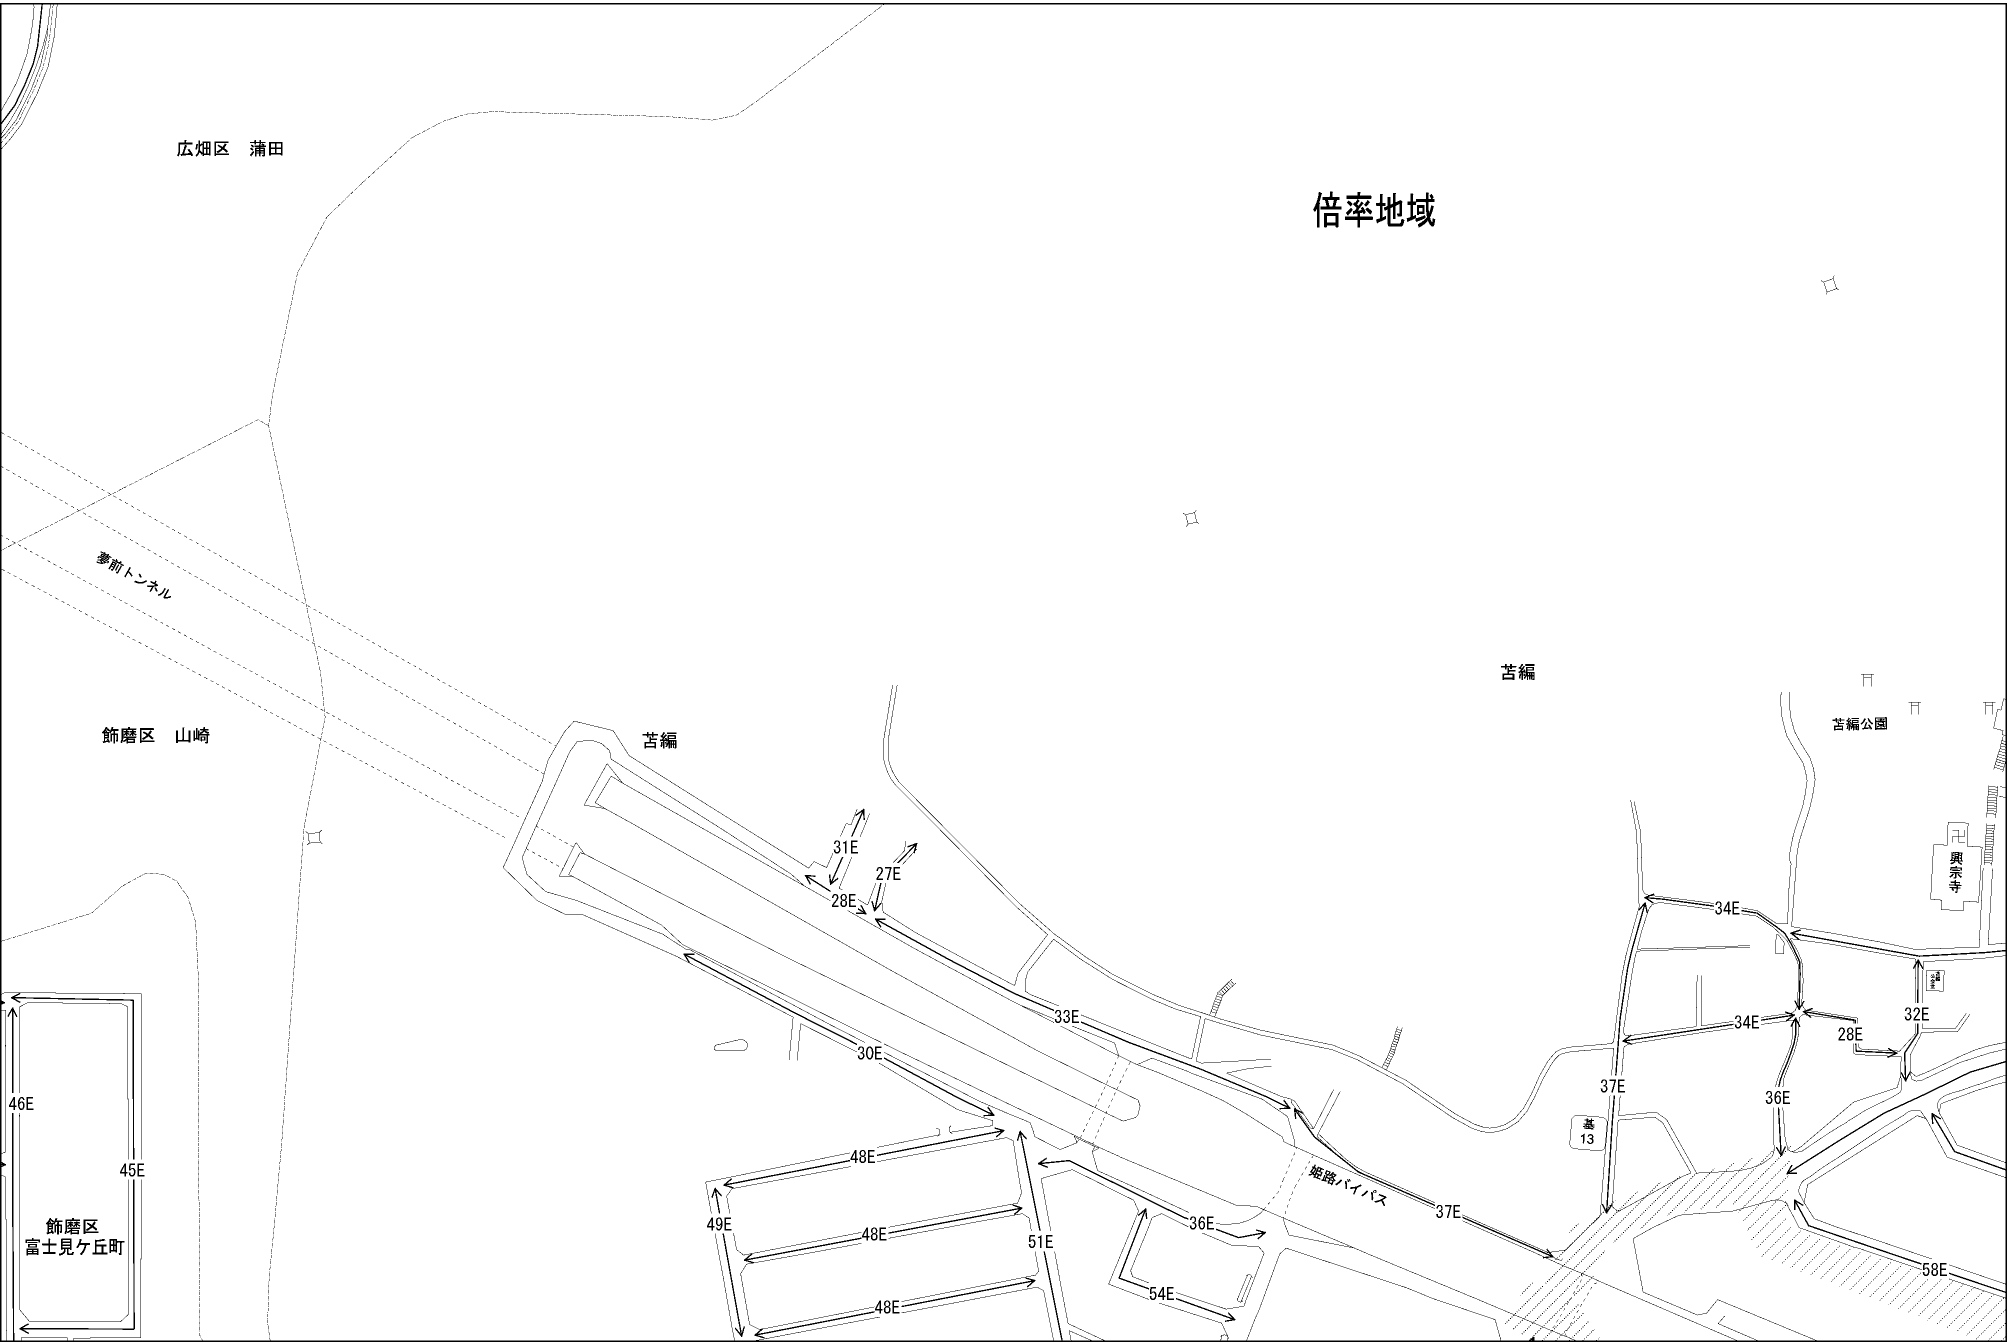 広畑区　蒲田
倍率地域
夢前トンネル
苫編
飾磨区　山崎
苫編
苫編公園
31E
27E
28E
興宗寺
34E
33E
34E
32E
28E
30E
37E
36E
46E
基
13
45E
48E
姫路バイパス
49E
飾磨区
富士見ケ丘町
48E
36E
37E
51E
58E
54E
48E